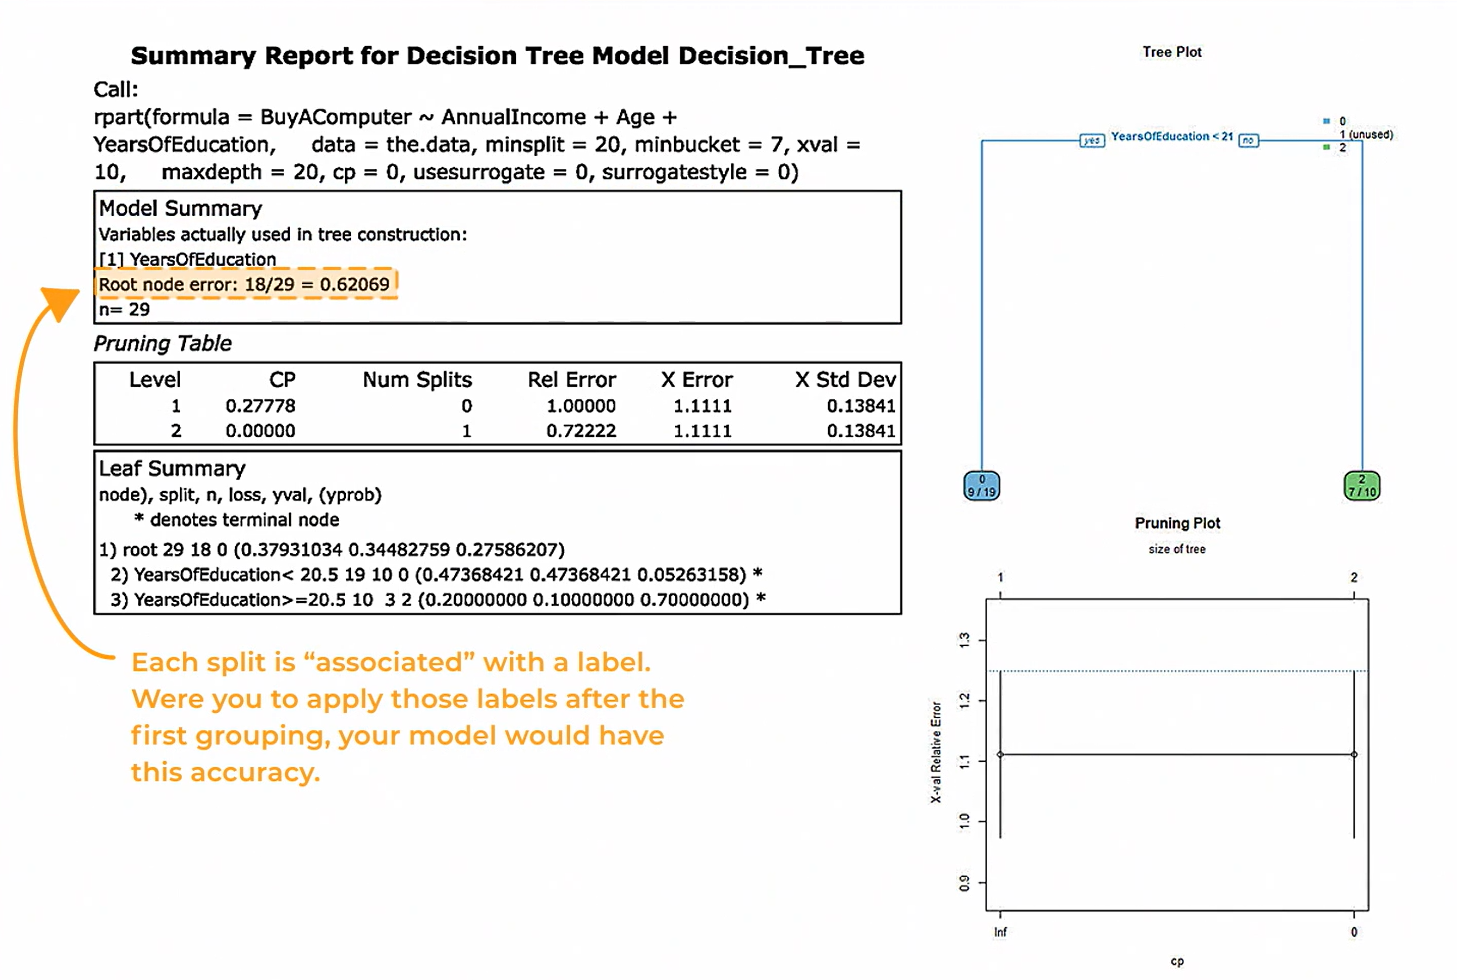 Summary Report for Decision Tree Model Decision_Tree
Call:
rpart(formula = BuyAComputer ~ AnnualIncome + Age +
YearsOfEducation, data = the.data, minsplit = 20, minbucket = 7, xval =
10, maxdepth = 20, cp = 0, usesurrogate = 0, surrogatestyle = 0)
Model Summary
Variables actually used in tree construction:
[1] YearsOfEducation
Root node error: 18/29 = 0.62069
n= 29
Pruning Table
Level CP Num Splits Rel Error X Error X Std Dev
1 0.27778 0 1.00000 1.1111 0.13841
2 0.00000 1 0.72222 1.1111 0.13841
Leaf Summary
node), split, n, loss, yval, (yprob)
* denotes terminal node
1) root 29 18 0 (0.37931034 0.34482759 0.27586207)
2) YearsOfEducation< 20.5 19 10 0 (0.47368421 0.47368421 0.05263158) *
3) YearsOfEducation>=20.5 10 3 2 (0.20000000 0.10000000 0.70000000) *
Each split is “associated” with a label.
Were you to apply those labels after the
first grouping, your model would have
this accuracy.
Tree Plot
0
1 (unused)
2
yes YearsOfEducation < 21 no
0
9 / 19
2
7 / 10
Pruning Plot
size of tree
1 2
X-val Relative Error
1.3
1.2
1.1
1.0
0.9
Inf 0
cp